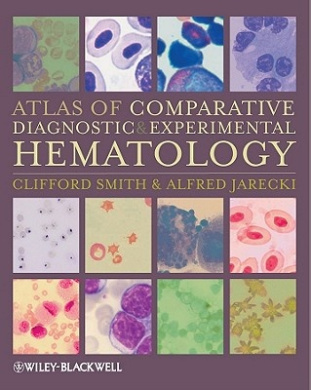 ATLAS OF COMPARATIVE
DIAGNOSTIC & EXPERIMENTAL
HEMATOLOGY
CLIFFORD SMITH & ALFRED JARECKI
WILEY-BLACKWELL